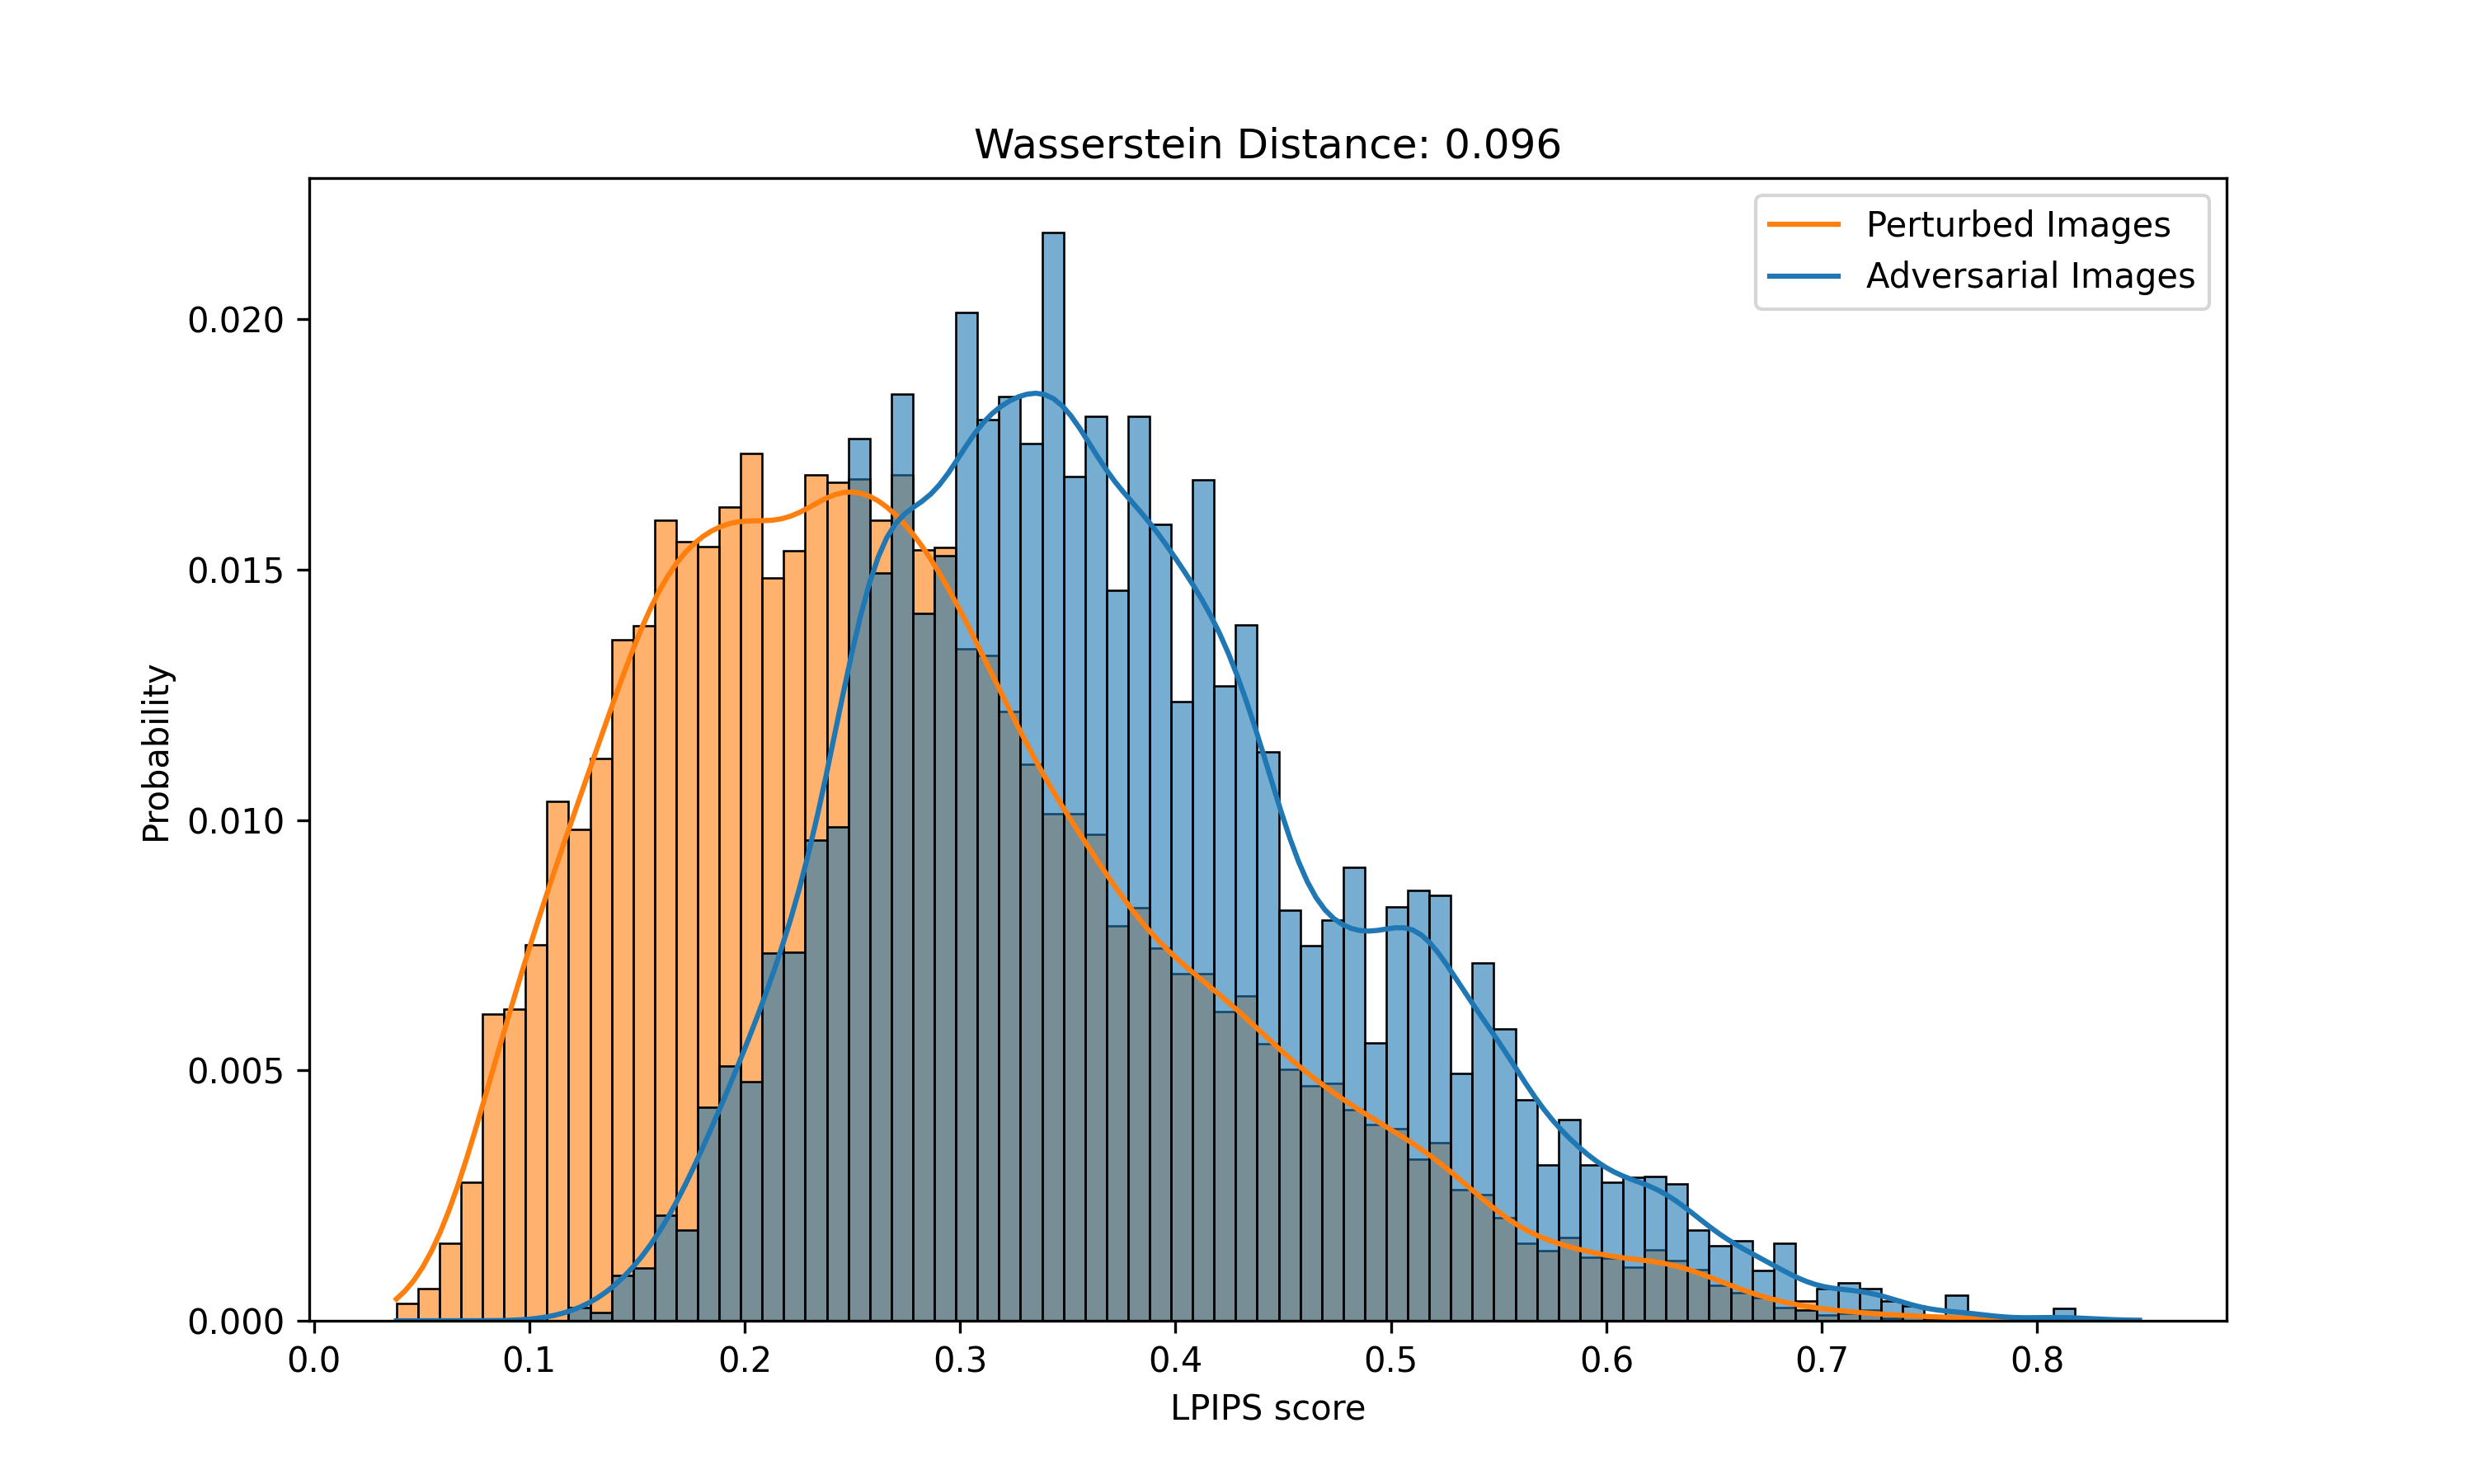 Wasserstein Distance: 0.096
Perturbed Images
Adversarial Images
0.020
0.015
0.010
0.005
0.000
Probability
0.0 0.1 0.2 0.3 0.4 0.5 0.6 0.7 0.8
LPIPS score